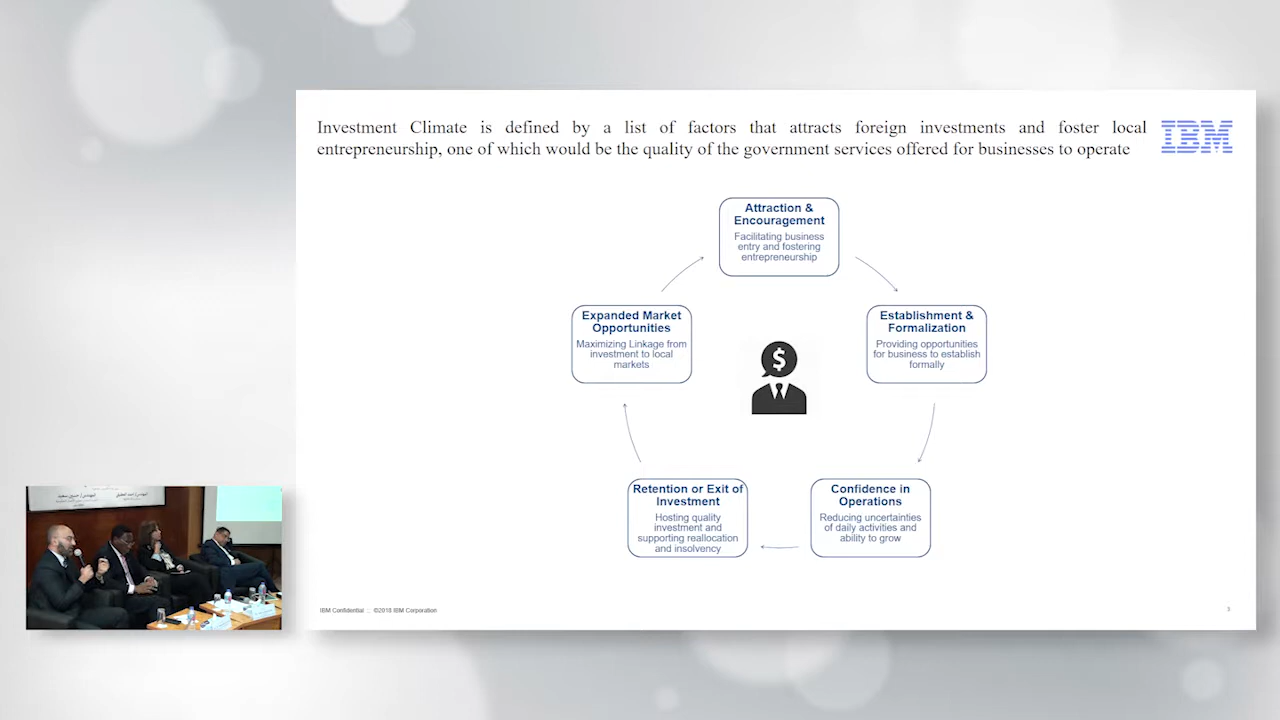 Investment Climate is defined by a list of factors that attracts foreign investments and foster local
entrepreneurship, one of which would be the quality of the government services offered for businesses to operate
IBM
Attraction &
Encouragement
Facilitating business
entry and fostering
entrepreneurship
Establishment &
Formalization
Providing opportunities
for business to establish
formally
Confidence in
Operations
Reducing uncertainties
of daily activities and
ability to grow
Retention or Exit of
Investment
Hosting quality
investment and
supporting reallocation
and insolvency
Expanded Market
Opportunities
Maximizing Linkage from
investment to local
markets
$
IBM Confidential :: ©2018 IBM Corporation
3